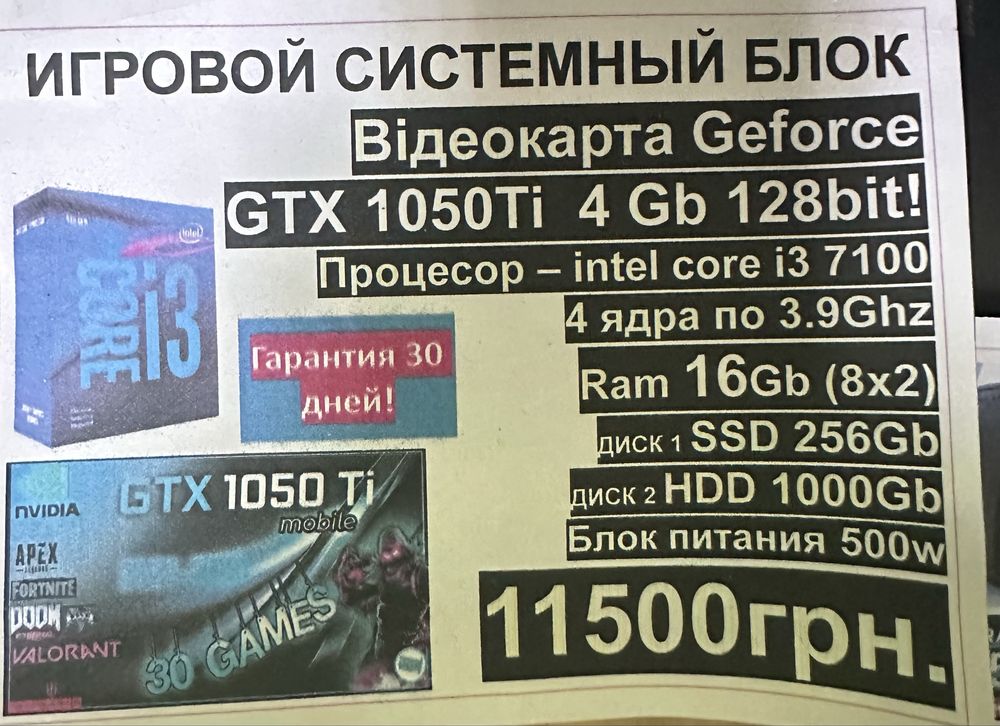 ИГРОВОЙ СИСТЕМНЫЙ БЛОК
Відеокарта Geforce
GTX 1050Ti 4 Gb 128bit!
Процесор – intel core i3 7100
4 ядра по 3.9Ghz
Ram 16Gb (8x2)
диск 1 SSD 256Gb
диск 2 HDD 1000Gb
Блок питания 500w
11500грн.
Гарантия 30
дней!
intel
CORE i3
NVIDIA
GTX 1050 Ti
mobile
APEX
FORTNITE
DOOM
VALORANT
30 GAMES